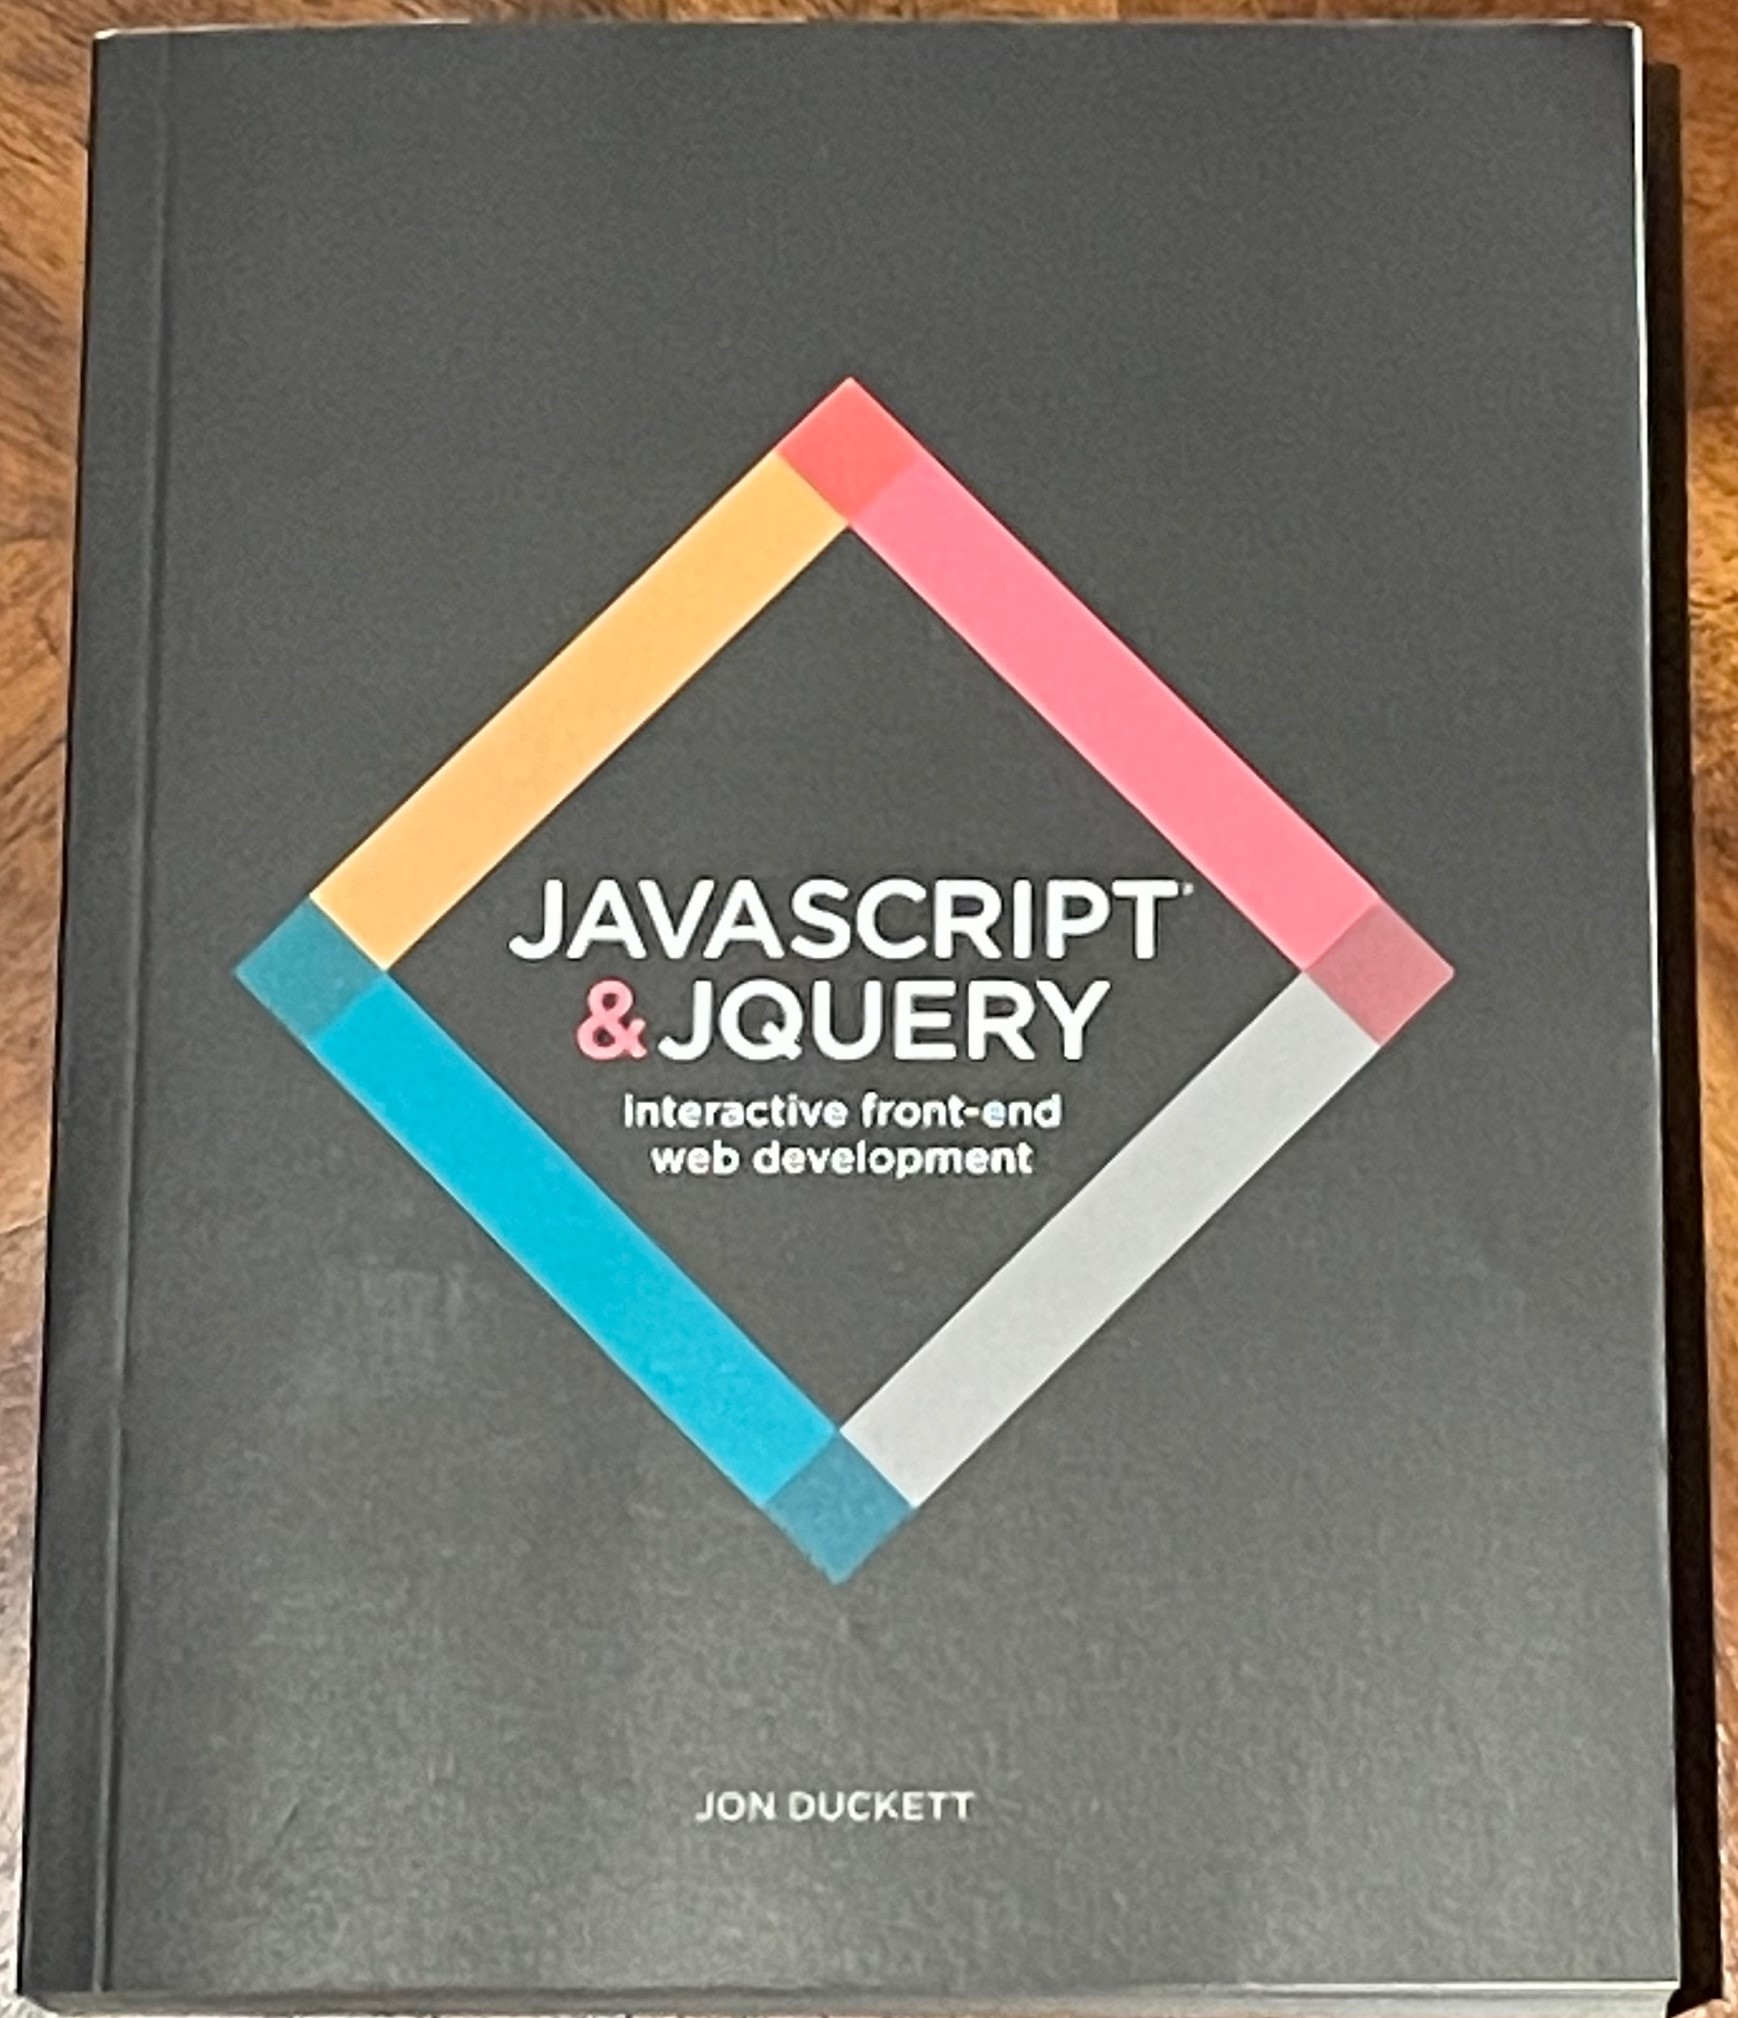 JAVASCRIPT
& JQUERY
interactive front-end
web development
JON DUCKETT